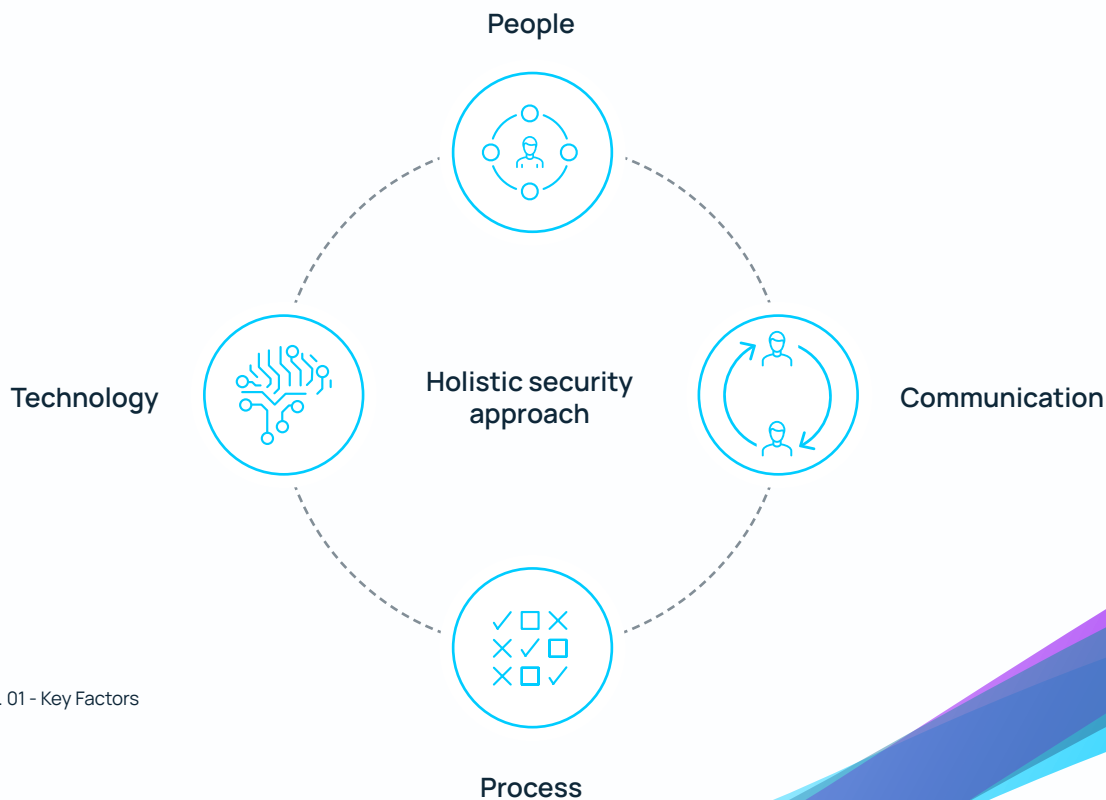 People
Technology
Holistic security
approach
Communication
. 01 - Key Factors
Process